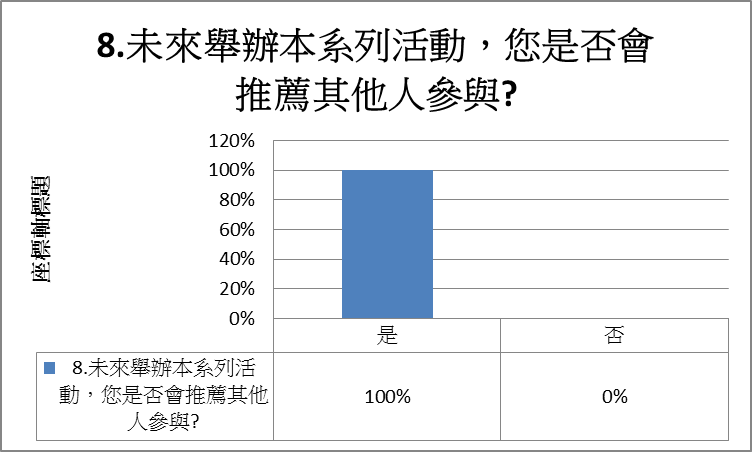 8.未來舉辦本系列活動，您是否會
推薦其他人參與?
座標軸標題
120%
100%
80%
60%
40%
20%
0%
是 否
8.未來舉辦本系列活
動，您是否會推薦其他
人參與?
100% 0%